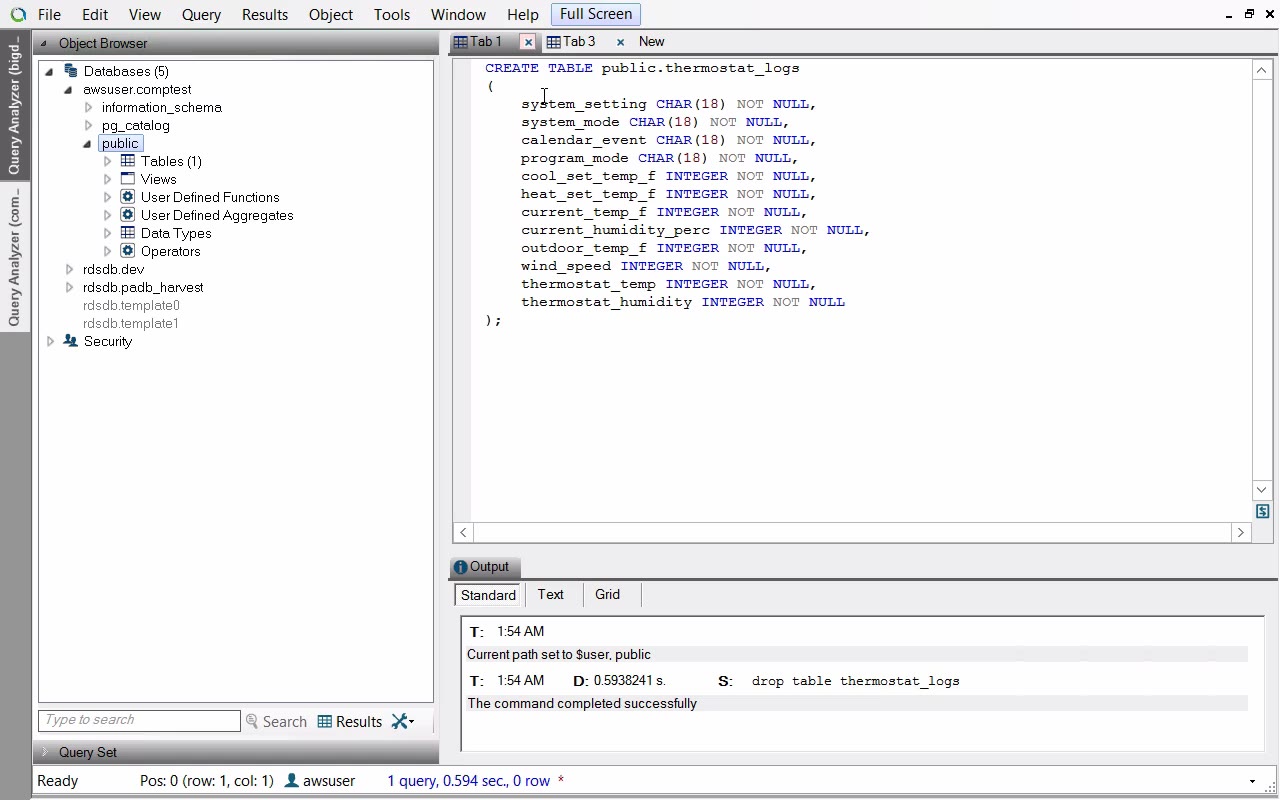 File Edit View Query Results Object Tools Window Help Full Screen
Query Analyzer (bigd...
Query Analyzer (com...
Object Browser
Databases (5)
awsuser.comptest
information_schema
pg_catalog
public
Tables (1)
Views
User Defined Functions
User Defined Aggregates
Data Types
Operators
rdsdb.dev
rdsdb.padb_harvest
rdsdb.template0
rdsdb.template1
Security
Type to search Search Results
Query Set
Tab 1 Tab 3 New
CREATE TABLE public.thermostat_logs
(
system_setting CHAR(18) NOT NULL,
system_mode CHAR(18) NOT NULL,
calendar_event CHAR(18) NOT NULL,
program_mode CHAR(18) NOT NULL,
cool_set_temp_f INTEGER NOT NULL,
heat_set_temp_f INTEGER NOT NULL,
current_temp_f INTEGER NOT NULL,
current_humidity_perc INTEGER NOT NULL,
outdoor_temp_f INTEGER NOT NULL,
wind_speed INTEGER NOT NULL,
thermostat_temp INTEGER NOT NULL,
thermostat_humidity INTEGER NOT NULL
);
Output
Standard Text Grid
T: 1:54 AM
Current path set to $user, public
T: 1:54 AM D: 0.5938241 s. S: drop table thermostat_logs
The command completed successfully
Ready Pos: 0 (row: 1, col: 1) awsuser 1 query, 0.594 sec., 0 row *